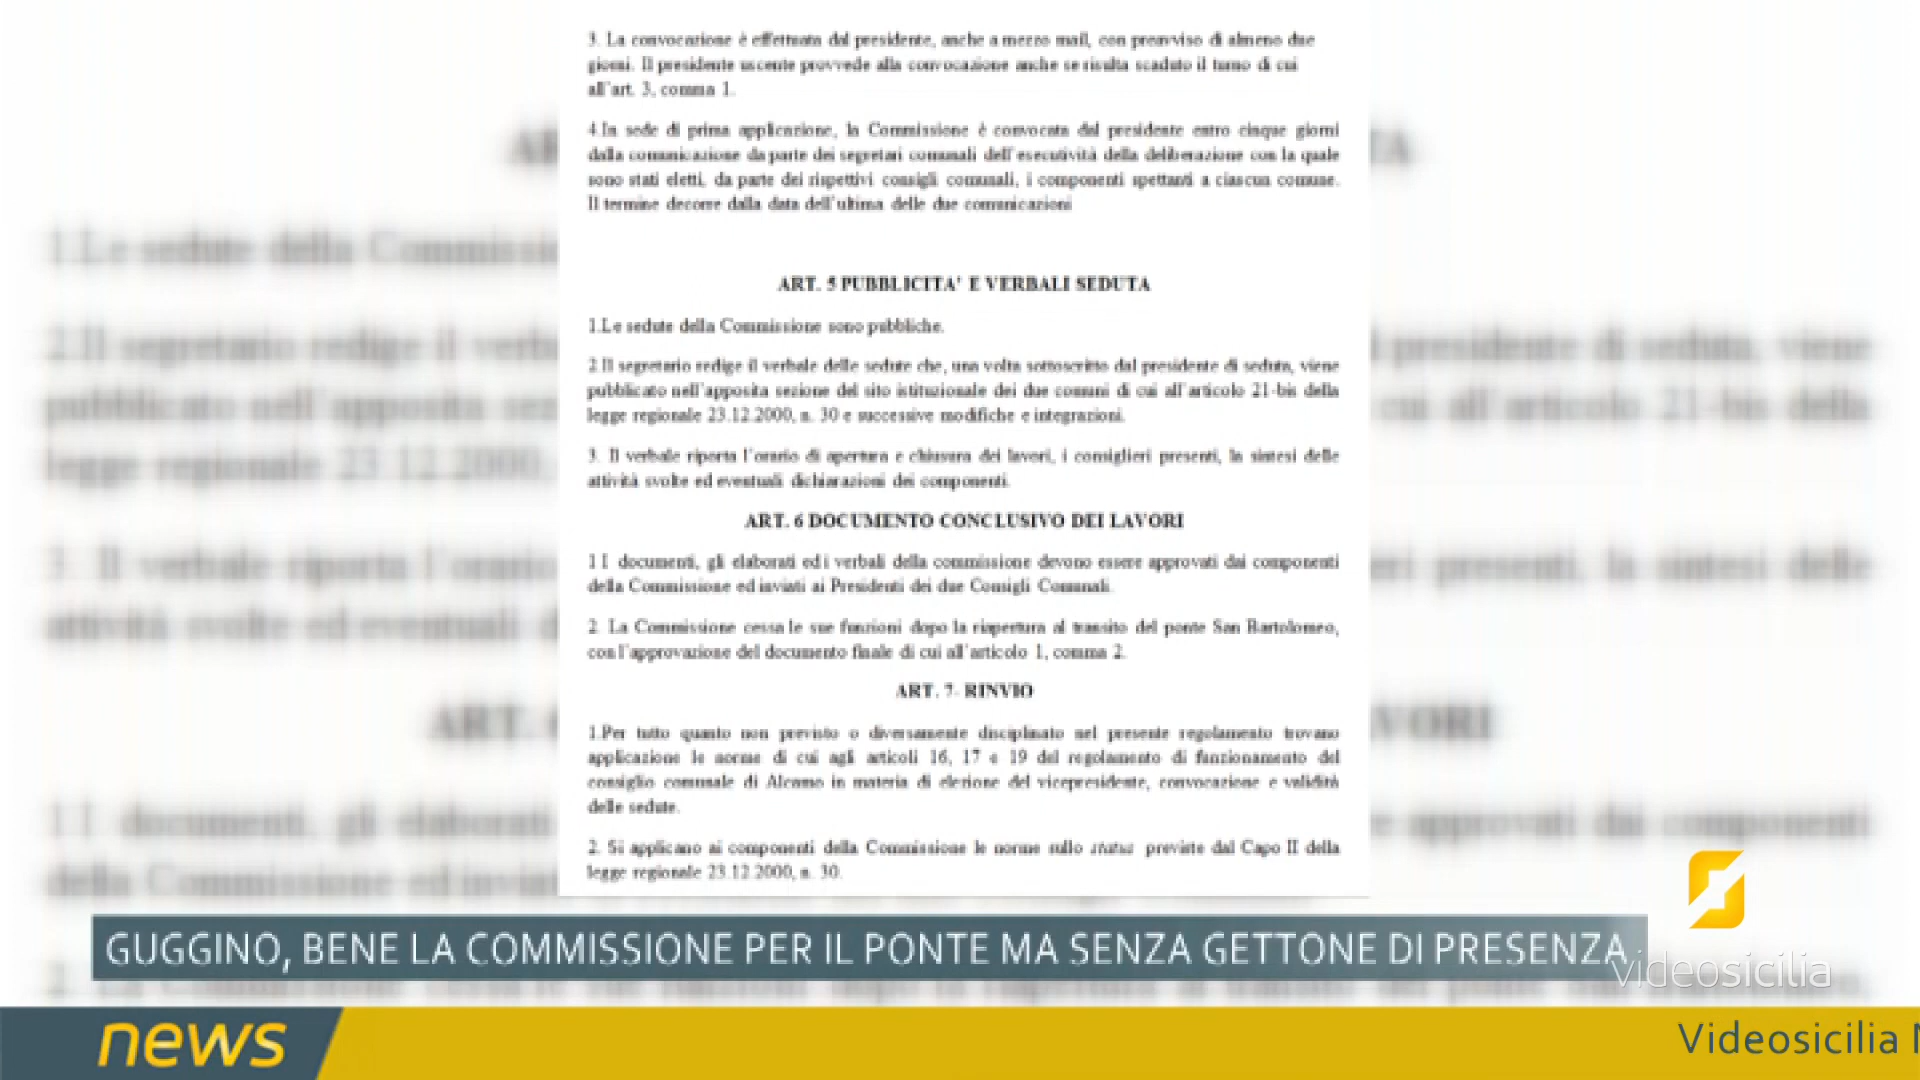 3. La convocazione è effettuata dal presidente, anche a mezzo mail, con preavviso di almeno due
giorni. Il presidente uscente provvede alla convocazione anche se risulta scaduto il turno di cui
all'art. 3, comma 1.
4.In sede di prima applicazione, la Commissione è convocata dal presidente entro cinque giorni
dalla comunicazione da parte dei segretari comunali dell'esecutività della deliberazione con la quale
sono stati eletti, da parte dei rispettivi consigli comunali, i componenti spettanti a ciascun comune.
Il termine decorre dalla data dell'ultima delle due comunicazioni
ART. 5 PUBBLICITA' E VERBALI SEDUTA
1.Le sedute della Commissione sono pubbliche.
2.Il segretario redige il verbale delle sedute che, una volta sottoscritto dal presidente di seduta, viene
pubblicato nell'apposita sezione del sito istituzionale dei due comuni di cui all'articolo 21-bis della
legge regionale 23.12.2000, n. 30 e successive modifiche e integrazioni.
3. Il verbale riporta l'orario di apertura e chiusura dei lavori, i consiglieri presenti, la sintesi delle
attività svolte ed eventuali dichiarazioni dei componenti.
ART. 6 DOCUMENTO CONCLUSIVO DEI LAVORI
1.I documenti, gli elaborati ed i verbali della commissione devono essere approvati dai componenti
della Commissione ed inviati ai Presidenti dei due Consigli Comunali.
2. La Commissione cessa le sue funzioni dopo la riapertura al transito del ponte San Bartolomeo,
con l'approvazione del documento finale di cui all'articolo 1, comma 2.
ART. 7- RINVIO
1.Per tutto quanto non previsto o diversamente disciplinato nel presente regolamento trovano
applicazione le norme di cui agli articoli 16, 17 e 19 del regolamento di funzionamento del
consiglio comunale di Alcamo in materia di elezione del vicepresidente, convocazione e validità
delle sedute.
2. Si applicano ai componenti della Commissione le norme sullo status previste dal Capo II della
legge regionale 23.12.2000, n. 30.
GUGGINO, BENE LA COMMISSIONE PER IL PONTE MA SENZA GETTONE DI PRESENZA
videosicilia
news
Videosicilia N